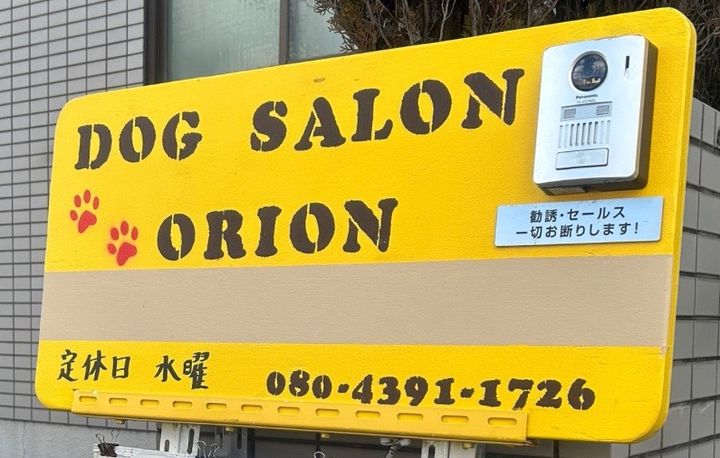 DOG SALON
ORION
Panasonic
勧誘・セールス
一切お断りします!
定休日 水曜
080-4391-1726